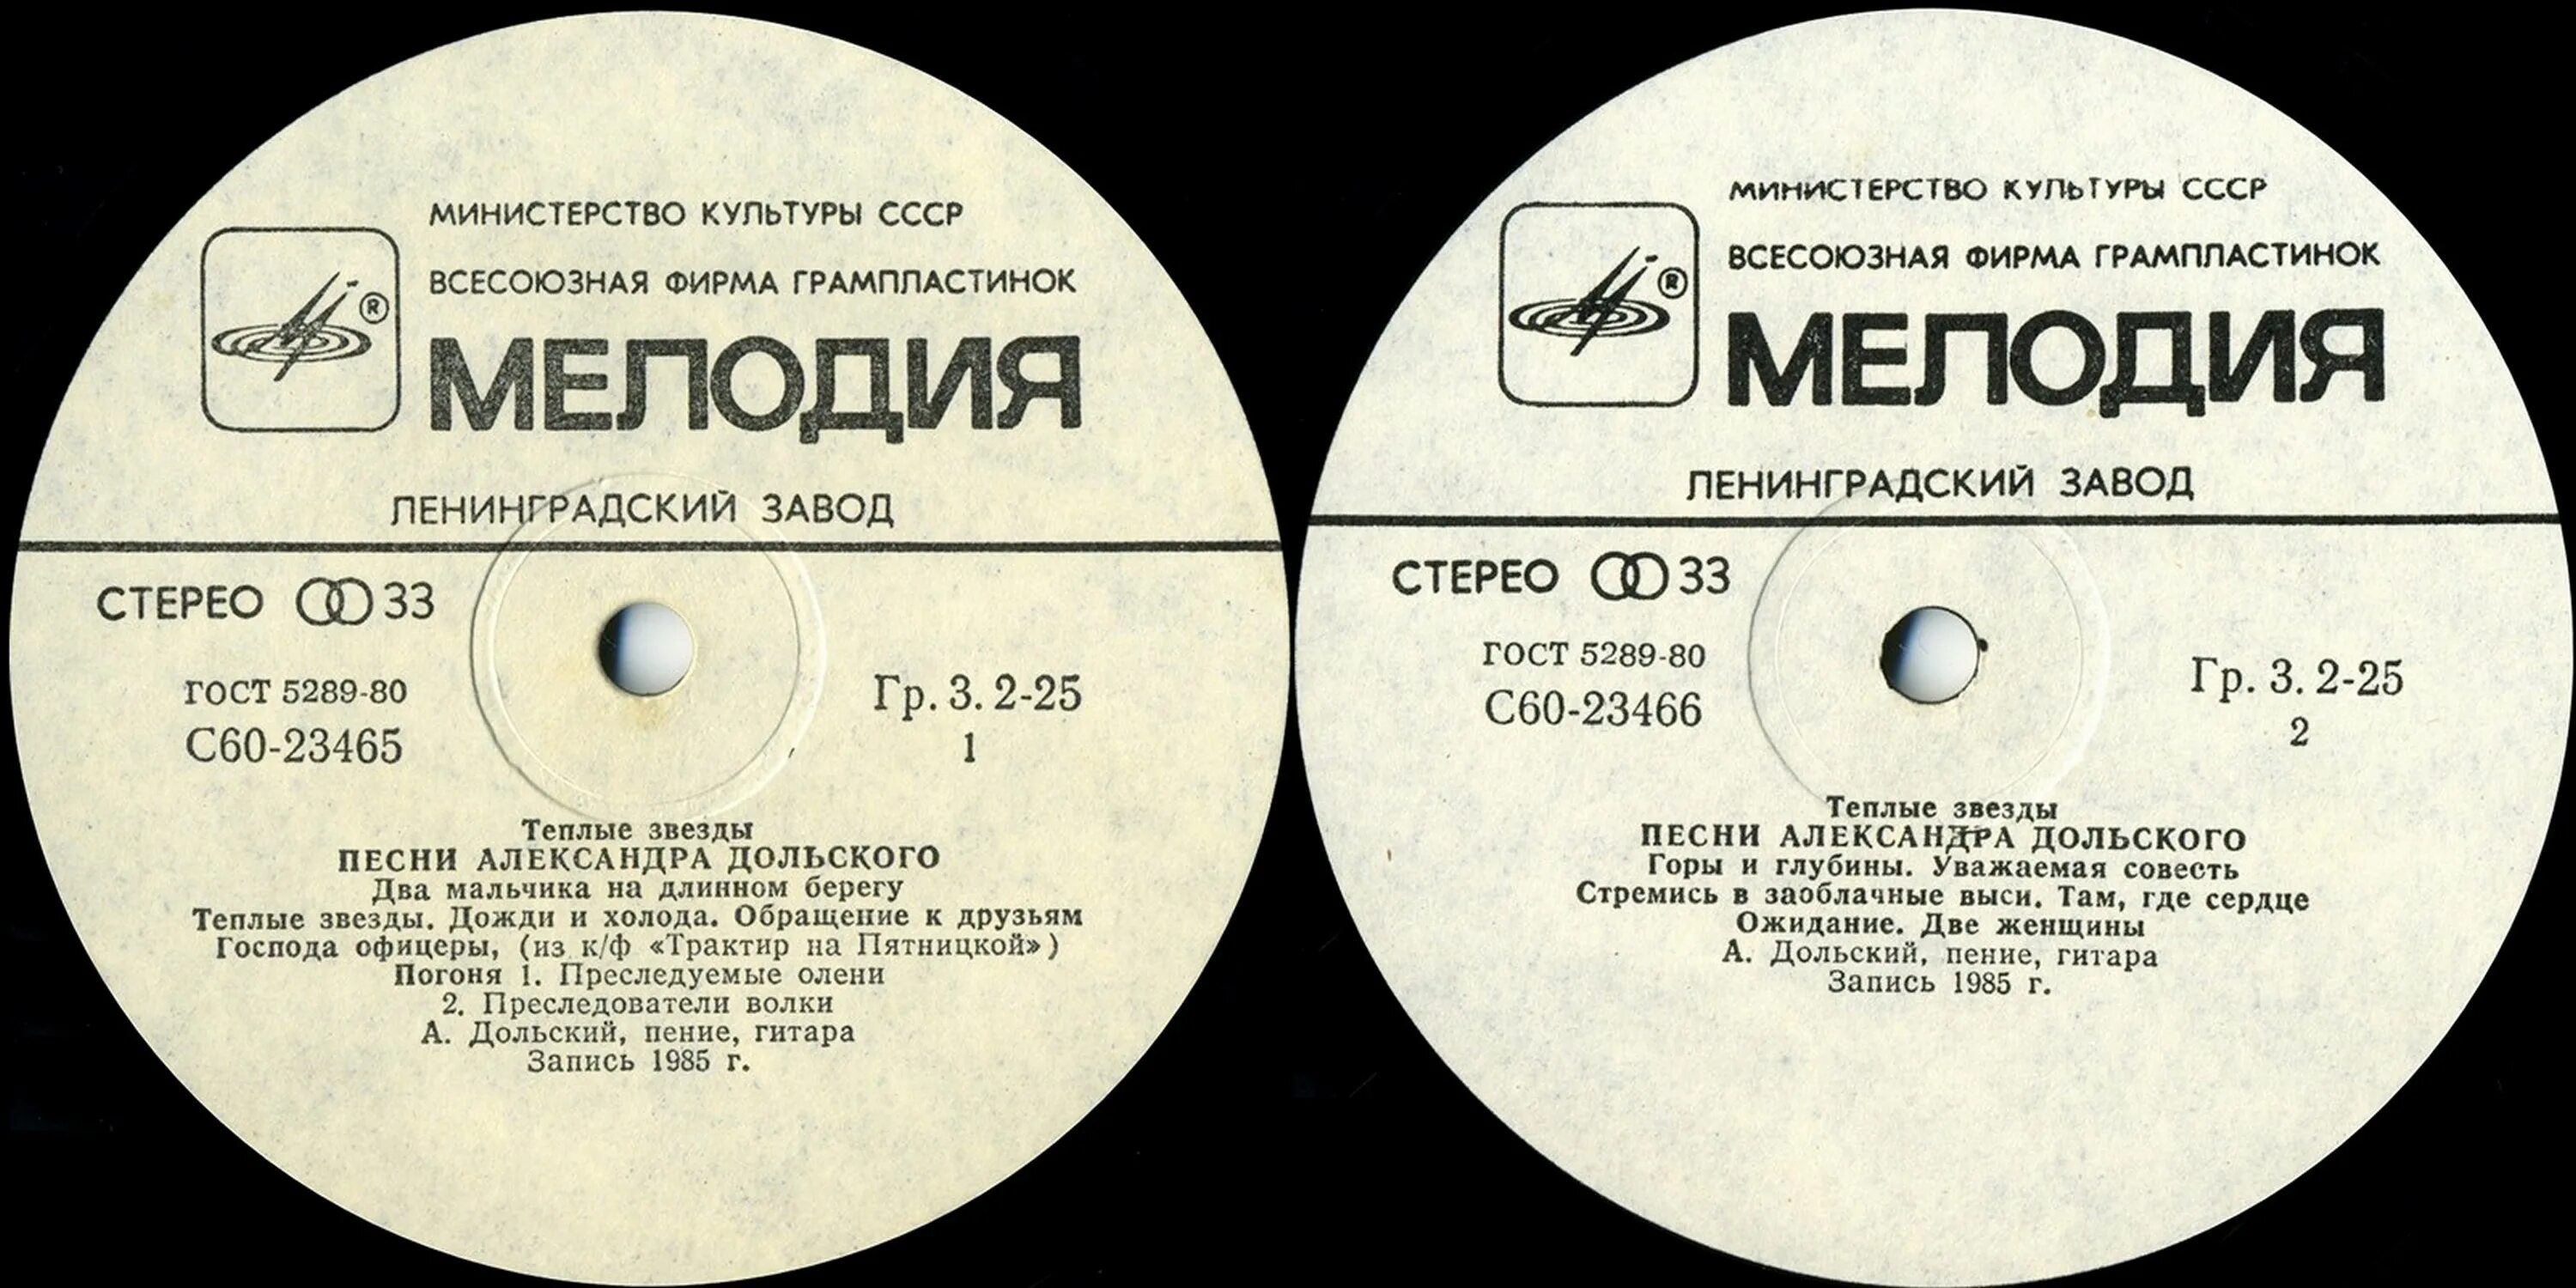 МИНИСТЕРСТВО КУЛЬТУРЫ СССР
ВСЕСОЮЗНАЯ ФИРМА ГРАМПЛАСТИНОК
®
МЕЛОДИЯ
ЛЕНИНГРАДСКИЙ ЗАВОД
СТЕРЕО 33
ГОСТ 5289-80
С60-23465
Гр. 3. 2-25
1
Теплые звезды
ПЕСНИ АЛЕКСАНДРА ДОЛЬСКОГО
Два мальчика на длинном берегу
Теплые звезды. Дожди и холода. Обращение к друзьям
Господа офицеры, (из к/ф «Трактир на Пятницкой»)
Погоня 1. Преследуемые олени
2. Преследователи волки
А. Дольский, пение, гитара
Запись 1985 г.
МИНИСТЕРСТВО КУЛЬТУРЫ СССР
ВСЕСОЮЗНАЯ ФИРМА ГРАМПЛАСТИНОК
®
МЕЛОДИЯ
ЛЕНИНГРАДСКИЙ ЗАВОД
СТЕРЕО 33
ГОСТ 5289-80
С60-23466
Гр. 3. 2-25
2
Теплые звезды
ПЕСНИ АЛЕКСАНДРА ДОЛЬСКОГО
Горы и глубины. Уважаемая совесть
Стремись в заоблачные выси. Там, где сердце
Ожидание. Две женщины
А. Дольский, пение, гитара
Запись 1985 г.